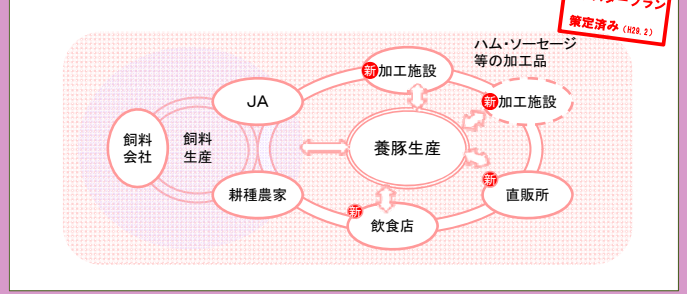 策定済み（H29.2）
ハム・ソーセージ
等の加工品
新
加工施設
新
加工施設
JA
飼料
会社
飼料
生産
養豚生産
耕種農家
新
直販所
新
飲食店